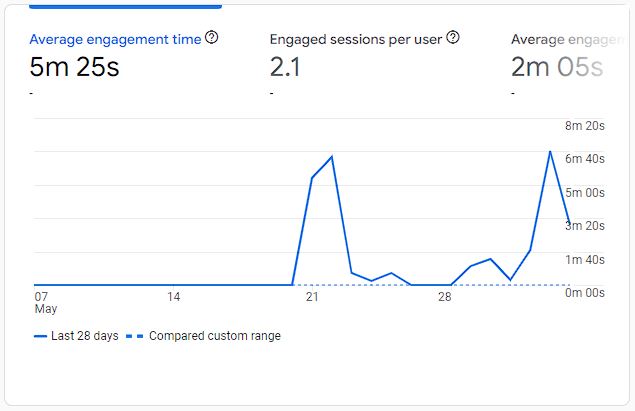 Average engagement time
5m 25s
-
Engaged sessions per user
2.1
-
Average engagem
2m 05s
-
8m 20s
6m 40s
5m 00s
3m 20s
1m 40s
0m 00s
07
May
14
21
28
Last 28 days
Compared custom range